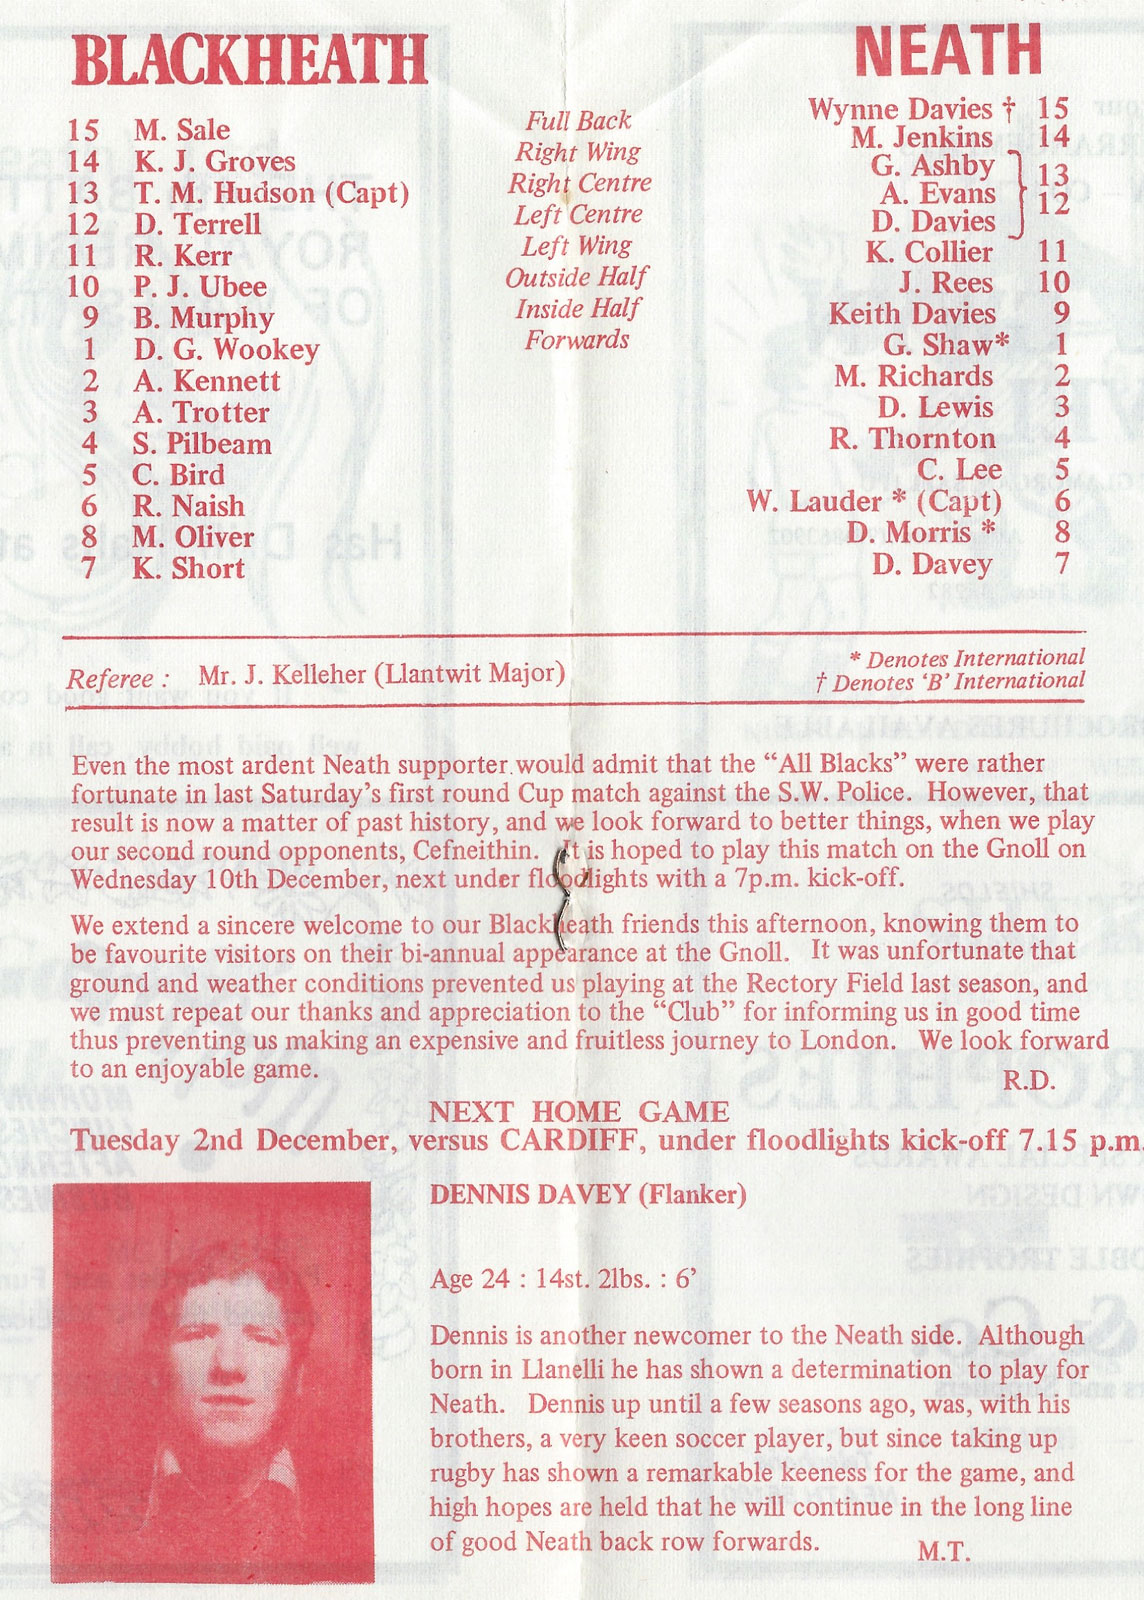 BLACKHEATH
NEATH
15 M. Sale Full Back Wynne Davies † 15
14 K. J. Groves Right Wing M. Jenkins 14
13 T. M. Hudson (Capt) Right Centre G. Ashby 13
12 D. Terrell Left Centre A. Evans 12
11 R. Kerr Left Wing D. Davies
10 P. J. Ubee Outside Half K. Collier 11
9 B. Murphy Inside Half J. Rees 10
1 D. G. Wookey Forwards Keith Davies 9
2 A. Kennett G. Shaw* 1
3 A. Trotter M. Richards 2
4 S. Pilbeam D. Lewis 3
5 C. Bird R. Thornton 4
6 R. Naish C. Lee 5
8 M. Oliver W. Lauder * (Capt) 6
7 K. Short D. Morris * 8
D. Davey 7
Referee : Mr. J. Kelleher (Llantwit Major)
* Denotes International
† Denotes 'B' International
Even the most ardent Neath supporter would admit that the "All Blacks" were rather
fortunate in last Saturday's first round Cup match against the S.W. Police. However, that
result is now a matter of past history, and we look forward to better things, when we play
our second round opponents, Cefneithin. It is hoped to play this match on the Gnoll on
Wednesday 10th December, next under floodlights with a 7p.m. kick-off.
We extend a sincere welcome to our Blackheath friends this afternoon, knowing them to
be favourite visitors on their bi-annual appearance at the Gnoll. It was unfortunate that
ground and weather conditions prevented us playing at the Rectory Field last season, and
we must repeat our thanks and appreciation to the "Club" for informing us in good time
thus preventing us making an expensive and fruitless journey to London. We look forward
to an enjoyable game.
R.D.
NEXT HOME GAME
Tuesday 2nd December, versus CARDIFF, under floodlights kick-off 7.15 p.m.
DENNIS DAVEY (Flanker)
Age 24 : 14st. 2lbs. : 6'
Dennis is another newcomer to the Neath side. Although
born in Llanelli he has shown a determination to play for
Neath. Dennis up until a few seasons ago, was, with his
brothers, a very keen soccer player, but since taking up
rugby has shown a remarkable keeness for the game, and
high hopes are held that he will continue in the long line
of good Neath back row forwards.
M.T.